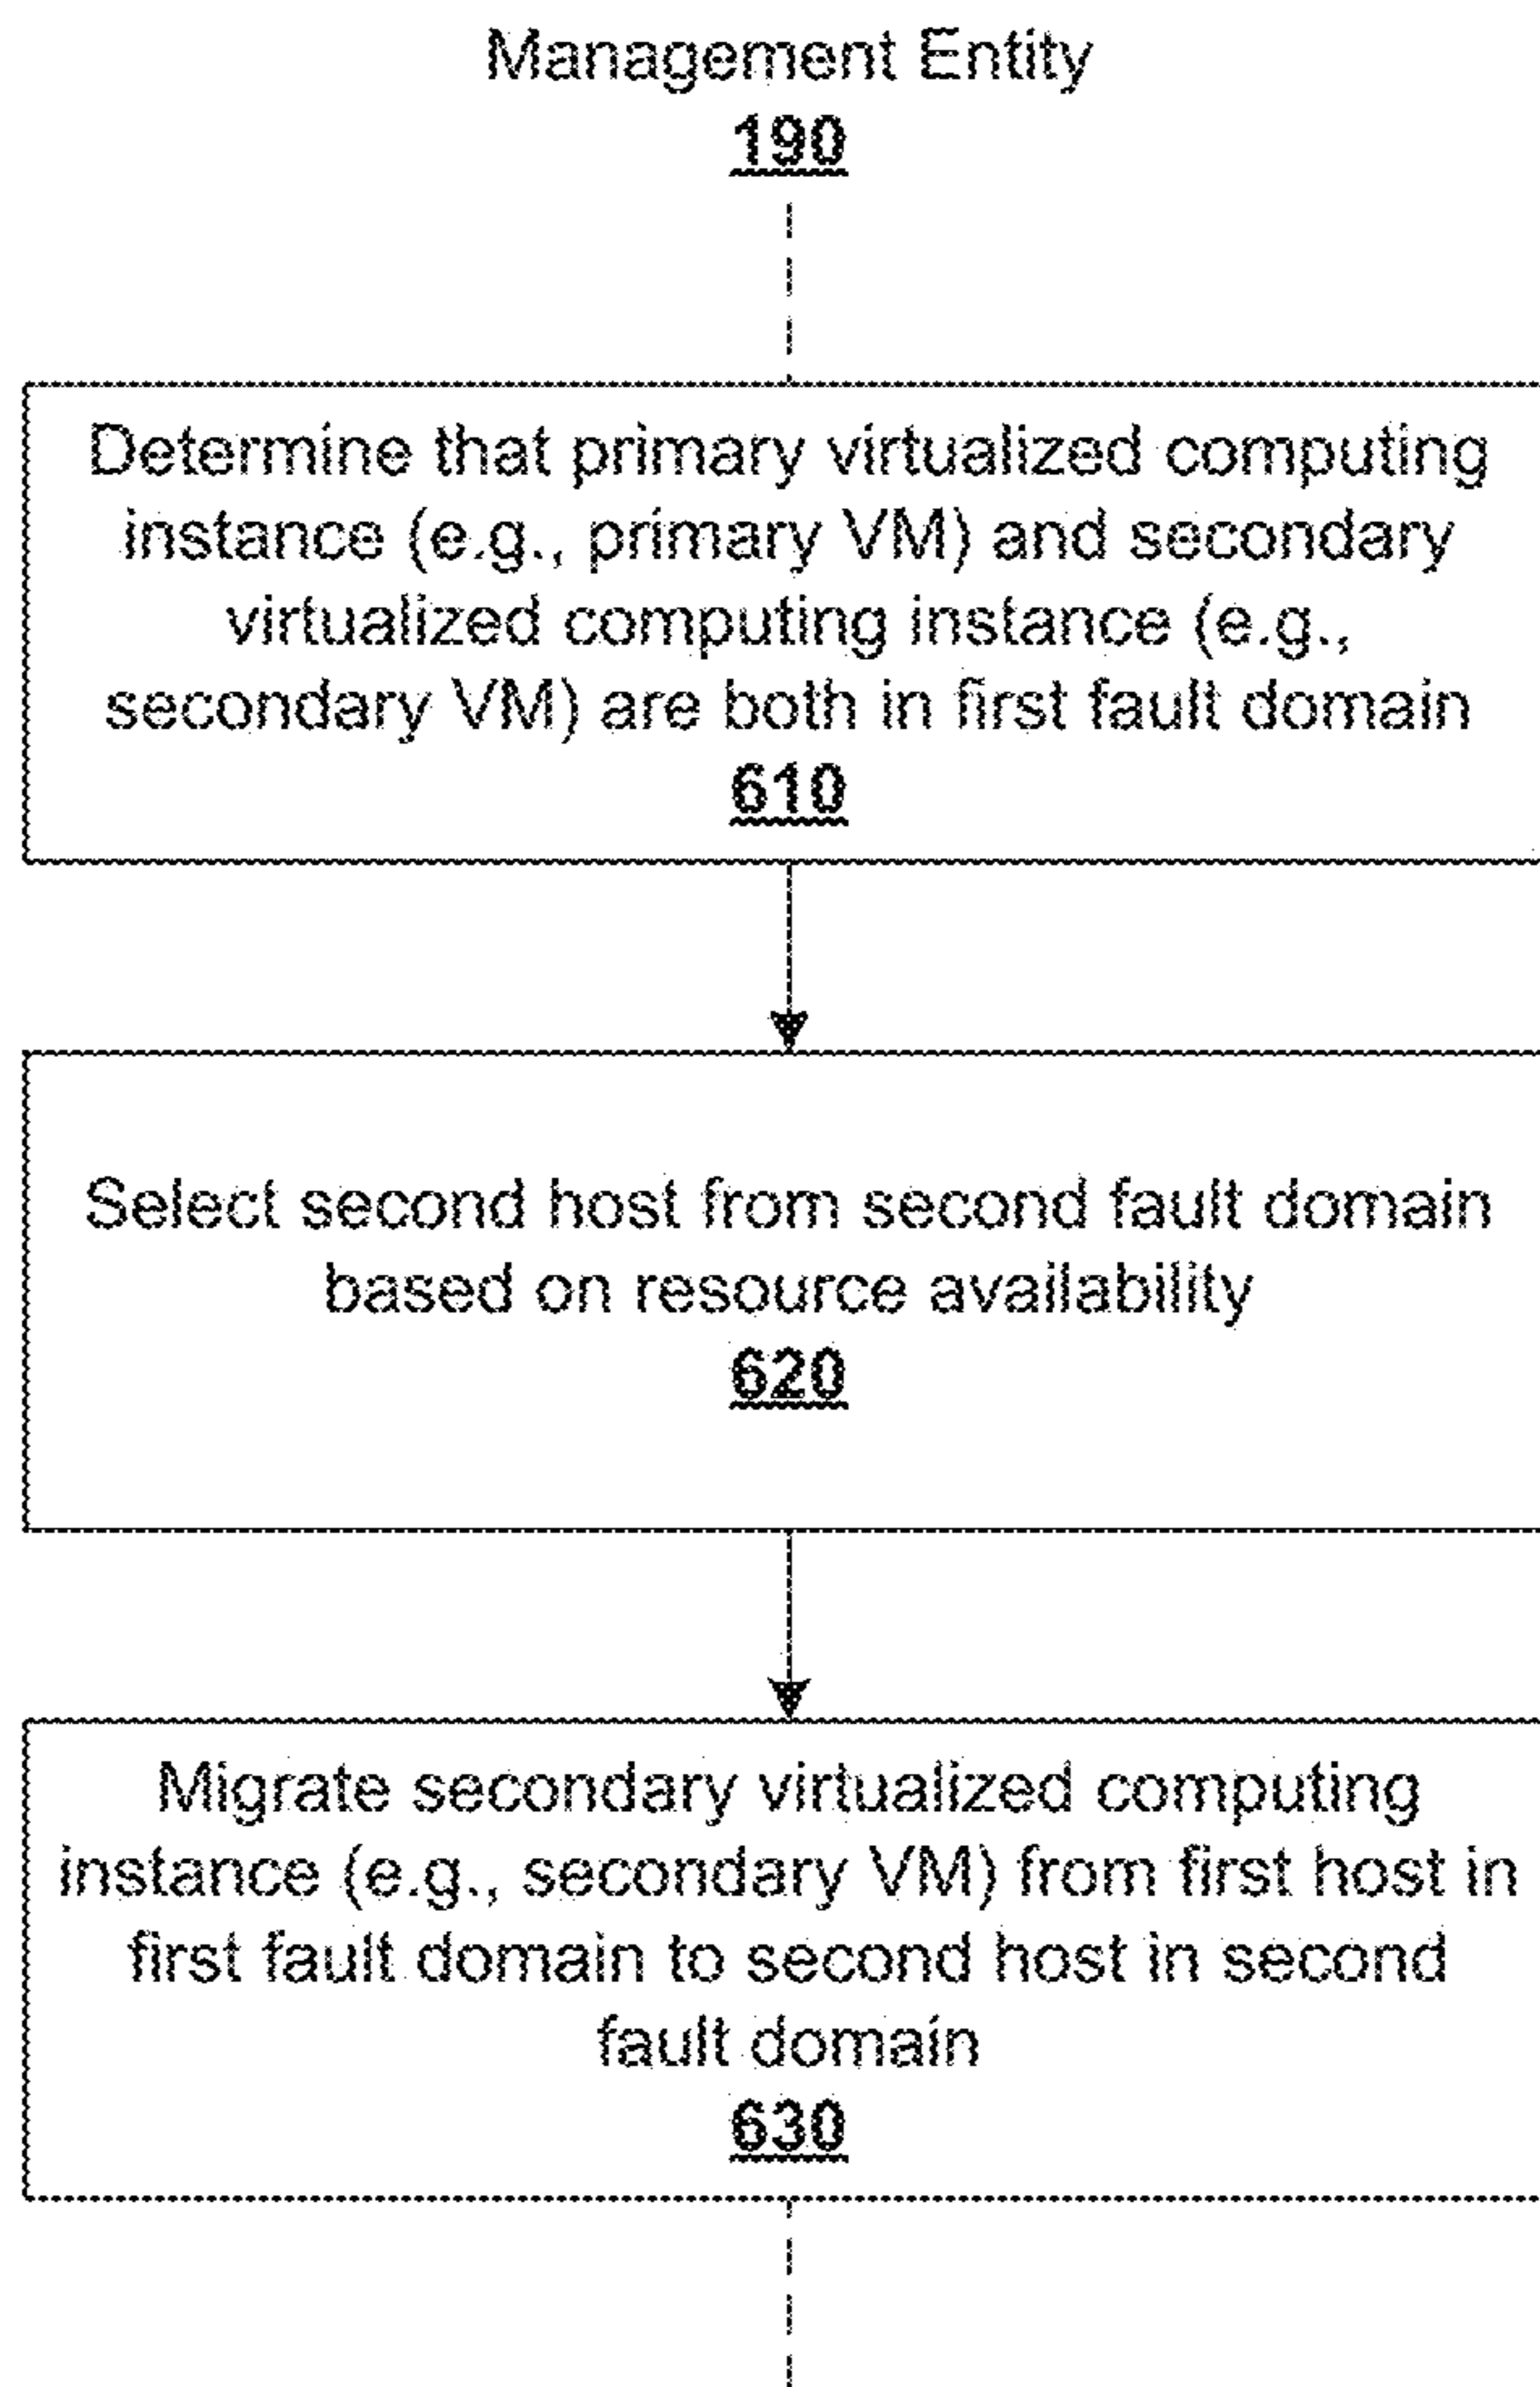 Management Entity
190
Determine that primary virtualized computing
instance (e.g., primary VM) and secondary
virtualized computing instance (e.g.,
secondary VM) are both in first fault domain
610
Select second host from second fault domain
based on resource availability
620
Migrate secondary virtualized computing
instance (e.g., secondary VM) from first host in
first fault domain to second host in second
fault domain
630